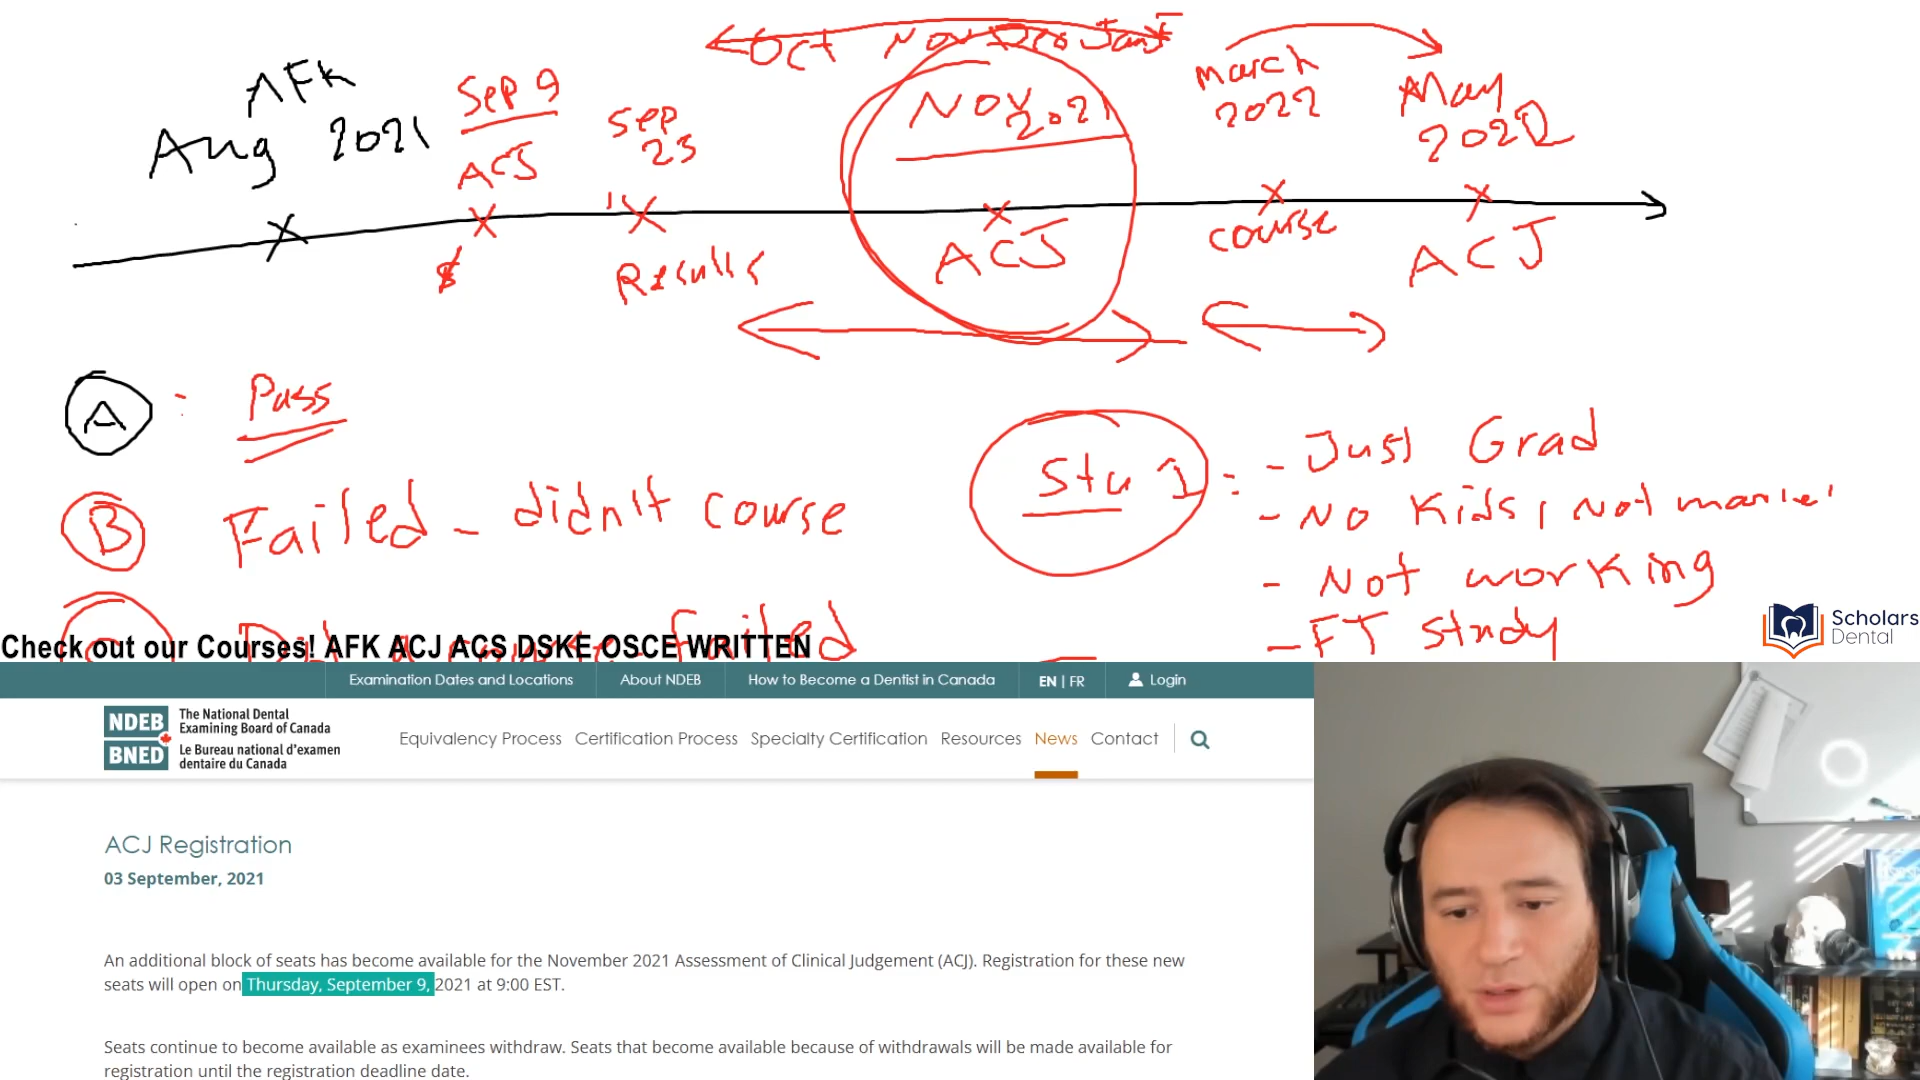 Oct Nov Dec Jan
AFK
Aug 2021
Sep 9
ACJ
$
Sep
23
Results
Nov
2021
ACJ
March
2022
course
May
2022
ACJ
A : Pass
B Failed - didn't course
Failed
Stu 1 : - Just Grad
- No Kids, Not
- Not working
- FT study
Scholars
Dental
Check out our Courses! AFK ACJ ACS DSKE OSCE WRITTEN
Examination Dates and Locations About NDEB How to Become a Dentist in Canada EN | FR Login
NDEB
BNED
The National Dental
Examining Board of Canada
Le Bureau national d'examen
dentaire du Canada
Equivalency Process Certification Process Specialty Certification Resources News Contact
ACJ Registration
03 September, 2021
An additional block of seats has become available for the November 2021 Assessment of Clinical Judgement (ACJ). Registration for these new
seats will open on Thursday, September 9, 2021 at 9:00 EST.
Seats continue to become available as examinees withdraw. Seats that become available because of withdrawals will be made available for
registration until the registration deadline date.